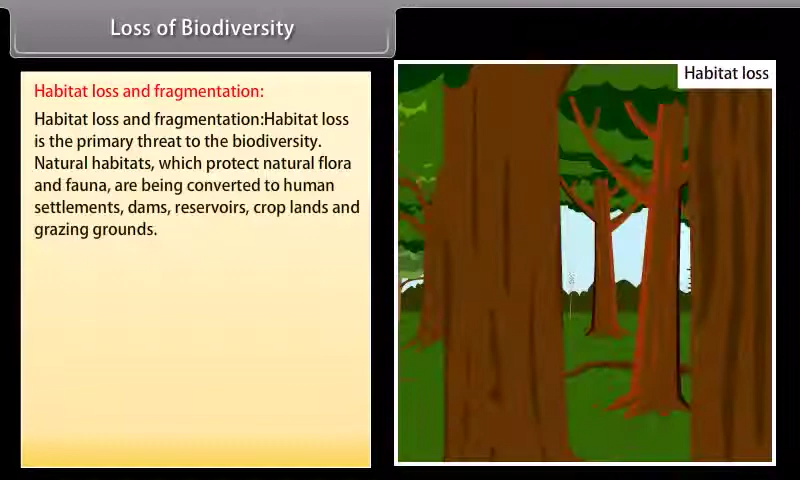 Loss of Biodiversity
Habitat loss and fragmentation:
Habitat loss and fragmentation:Habitat loss
is the primary threat to the biodiversity.
Natural habitats, which protect natural flora
and fauna, are being converted to human
settlements, dams, reservoirs, crop lands and
grazing grounds.
Habitat loss